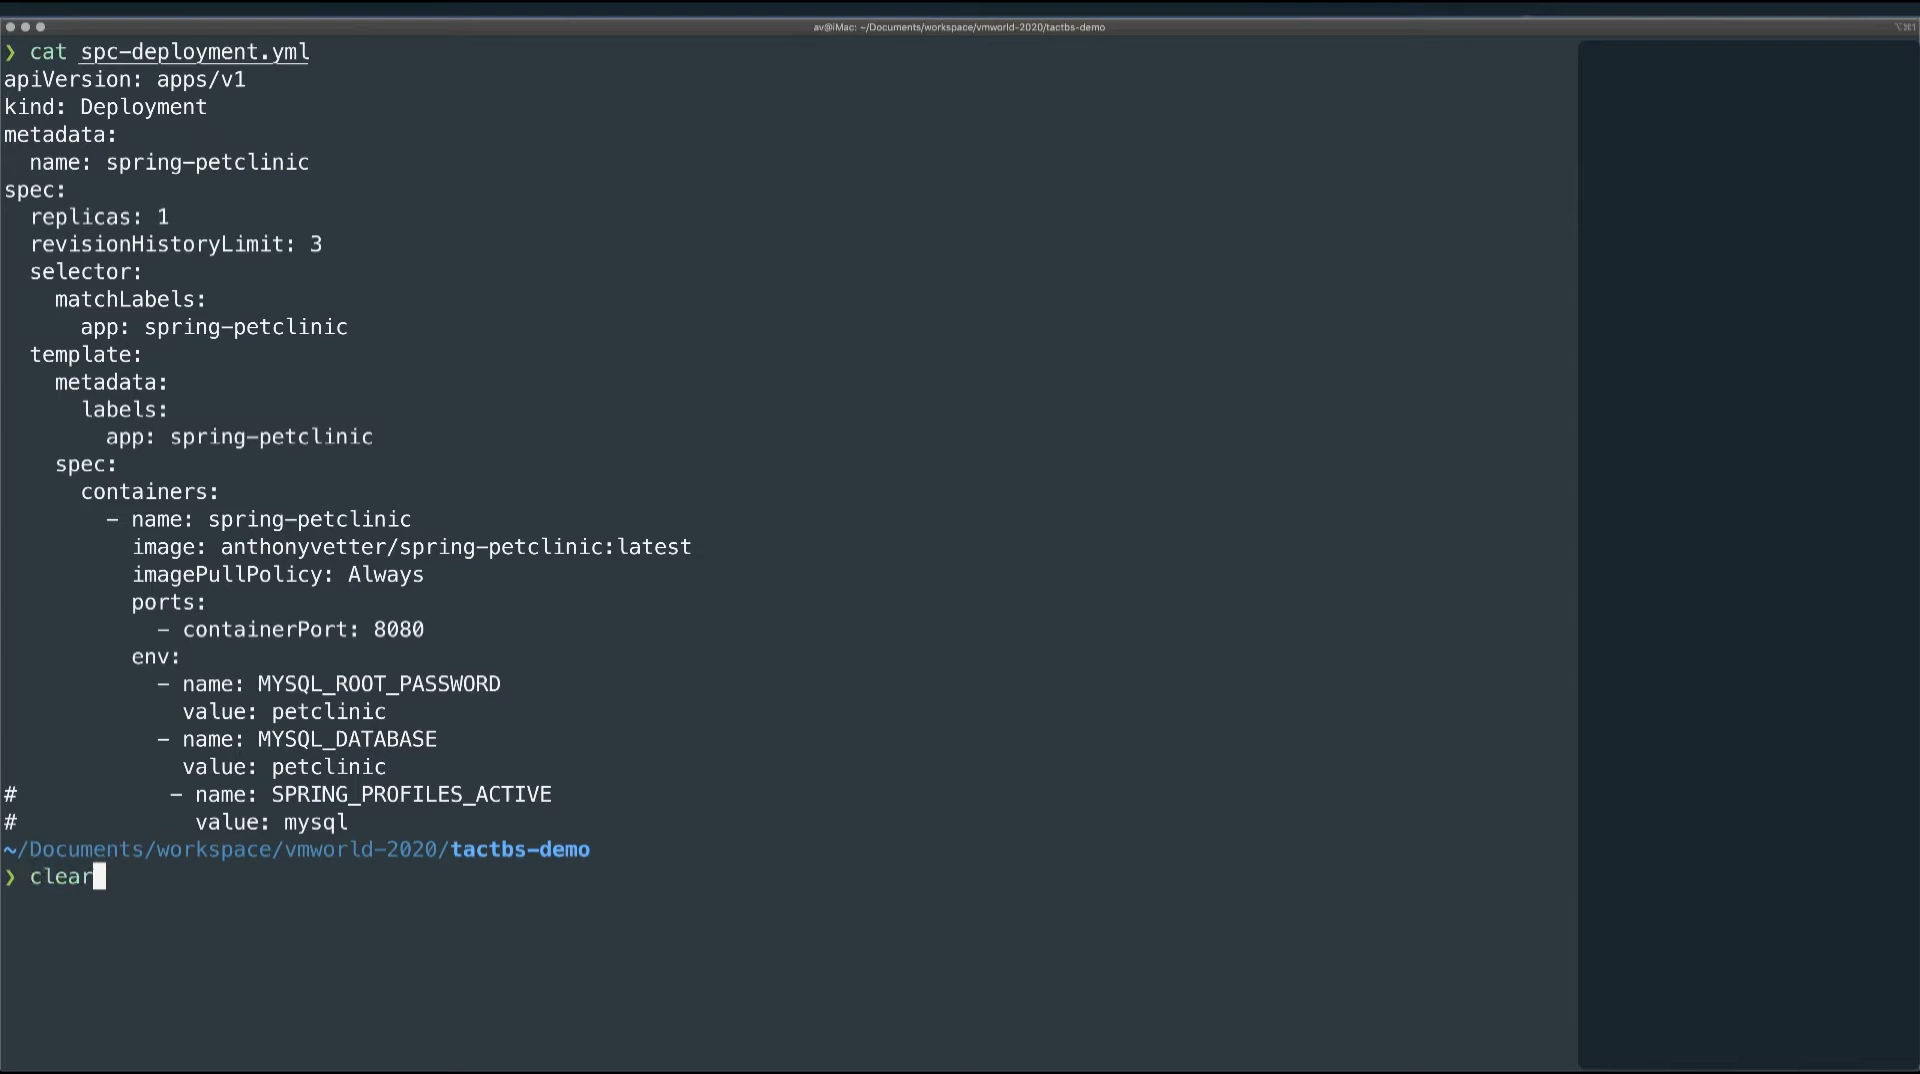 av@iMac: ~/Documents/workspace/vmworld-2020/tactbs-demo
⌥⌘1
❯ cat spc-deployment.yml
apiVersion: apps/v1
kind: Deployment
metadata:
  name: spring-petclinic
spec:
  replicas: 1
  revisionHistoryLimit: 3
  selector:
    matchLabels:
      app: spring-petclinic
  template:
    metadata:
      labels:
        app: spring-petclinic
    spec:
      containers:
        - name: spring-petclinic
          image: anthonyvetter/spring-petclinic:latest
          imagePullPolicy: Always
          ports:
            - containerPort: 8080
          env:
            - name: MYSQL_ROOT_PASSWORD
              value: petclinic
            - name: MYSQL_DATABASE
              value: petclinic
#            - name: SPRING_PROFILES_ACTIVE
#              value: mysql
~/Documents/workspace/vmworld-2020/tactbs-demo
❯ clear